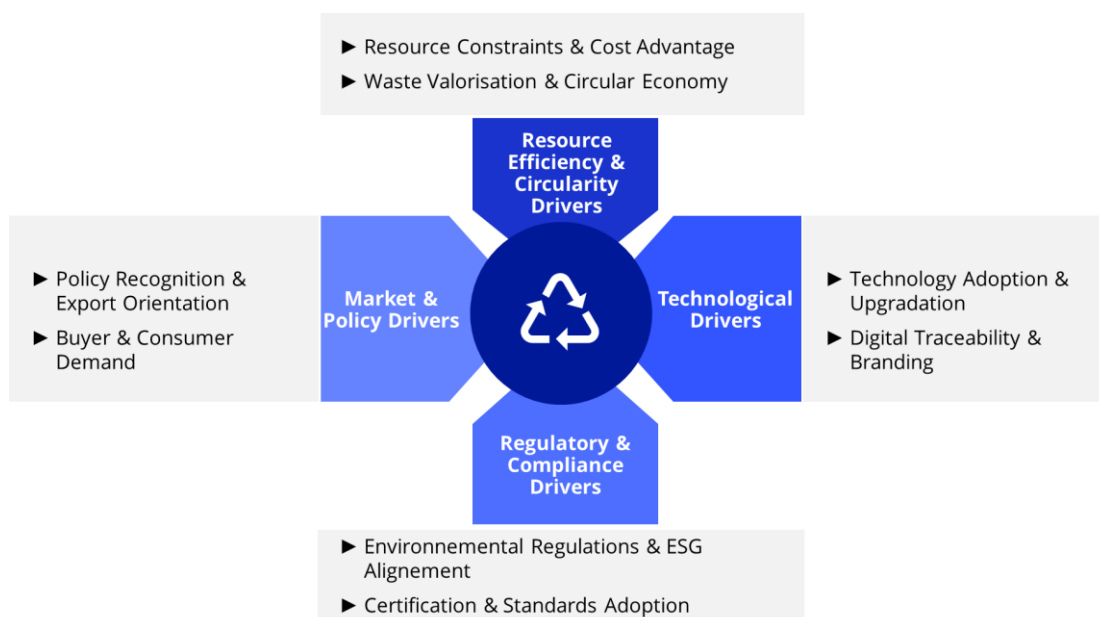 ► Resource Constraints & Cost Advantage
► Waste Valorisation & Circular Economy
Resource
Efficiency &
Circularity
Drivers
► Policy Recognition &
Export Orientation
► Buyer & Consumer
Demand
Market &
Policy Drivers
Technological
Drivers
► Technology Adoption &
Upgradation
► Digital Traceability &
Branding
Regulatory &
Compliance
Drivers
► Environnemental Regulations & ESG
Alignement
► Certification & Standards Adoption